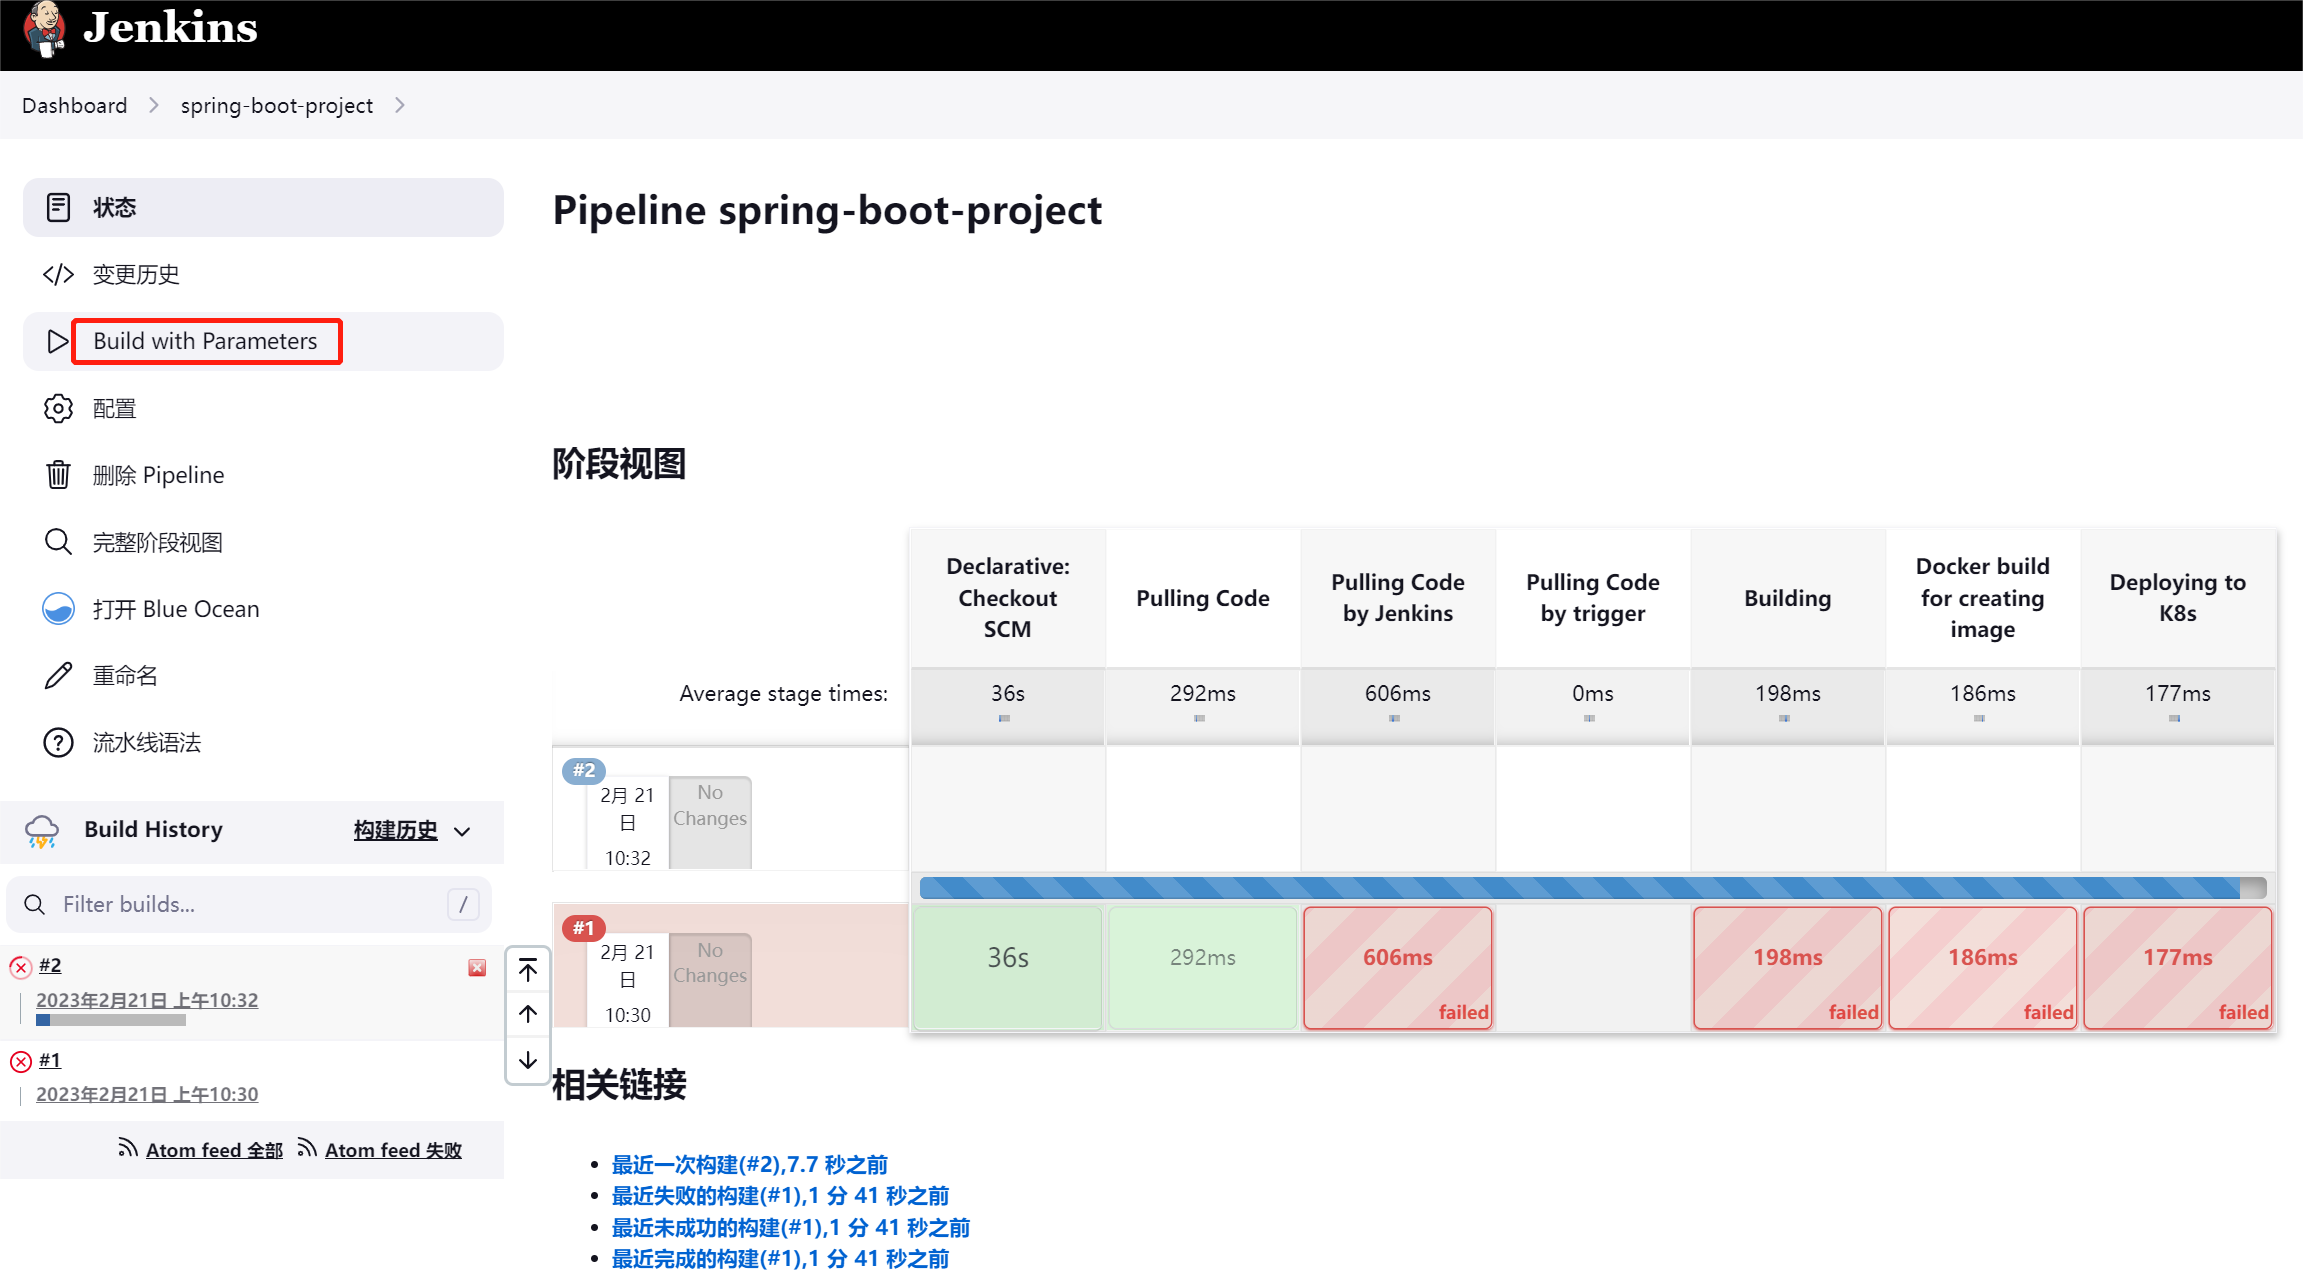 Jenkins
Dashboard
spring-boot-project
状态
变更历史
Build with Parameters
配置
删除 Pipeline
完整阶段视图
打开 Blue Ocean
重命名
流水线语法
Build History
构建历史
Filter builds...
/
#2
2023年2月21日 上午10:32
#1
2023年2月21日 上午10:30
Atom feed 全部
Atom feed 失败
Pipeline spring-boot-project
阶段视图
Declarative:
Checkout
SCM
Pulling Code
Pulling Code
by Jenkins
Pulling Code
by trigger
Building
Docker build
for creating
image
Deploying to
K8s
Average stage times:
36s
292ms
606ms
0ms
198ms
186ms
177ms
#2
2月 21
日
10:32
No
Changes
#1
2月 21
日
10:30
No
Changes
36s
292ms
606ms
failed
198ms
failed
186ms
failed
177ms
failed
相关链接
最近一次构建(#2),7.7 秒之前
最近失败的构建(#1),1 分 41 秒之前
最近未成功的构建(#1),1 分 41 秒之前
最近完成的构建(#1),1 分 41 秒之前